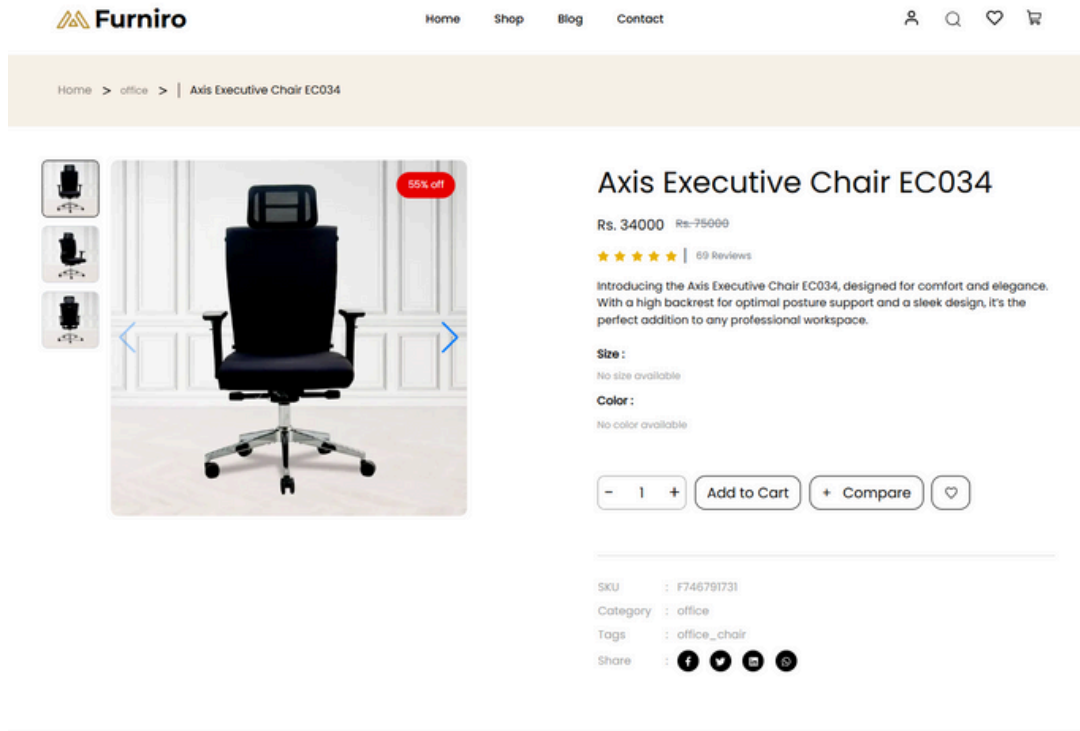 Furniro
Home Shop Blog Contact
Home > office > | Axis Executive Chair EC034
55% off
Axis Executive Chair EC034
Rs. 34000 Rs. 75000
69 Reviews
Introducing the Axis Executive Chair EC034, designed for comfort and elegance.
With a high backrest for optimal posture support and a sleek design, it's the
perfect addition to any professional workspace.
Size :
No size available
Color :
No color available
- 1 + Add to Cart + Compare
SKU : F746791731
Category : office
Tags : office_chair
Share :